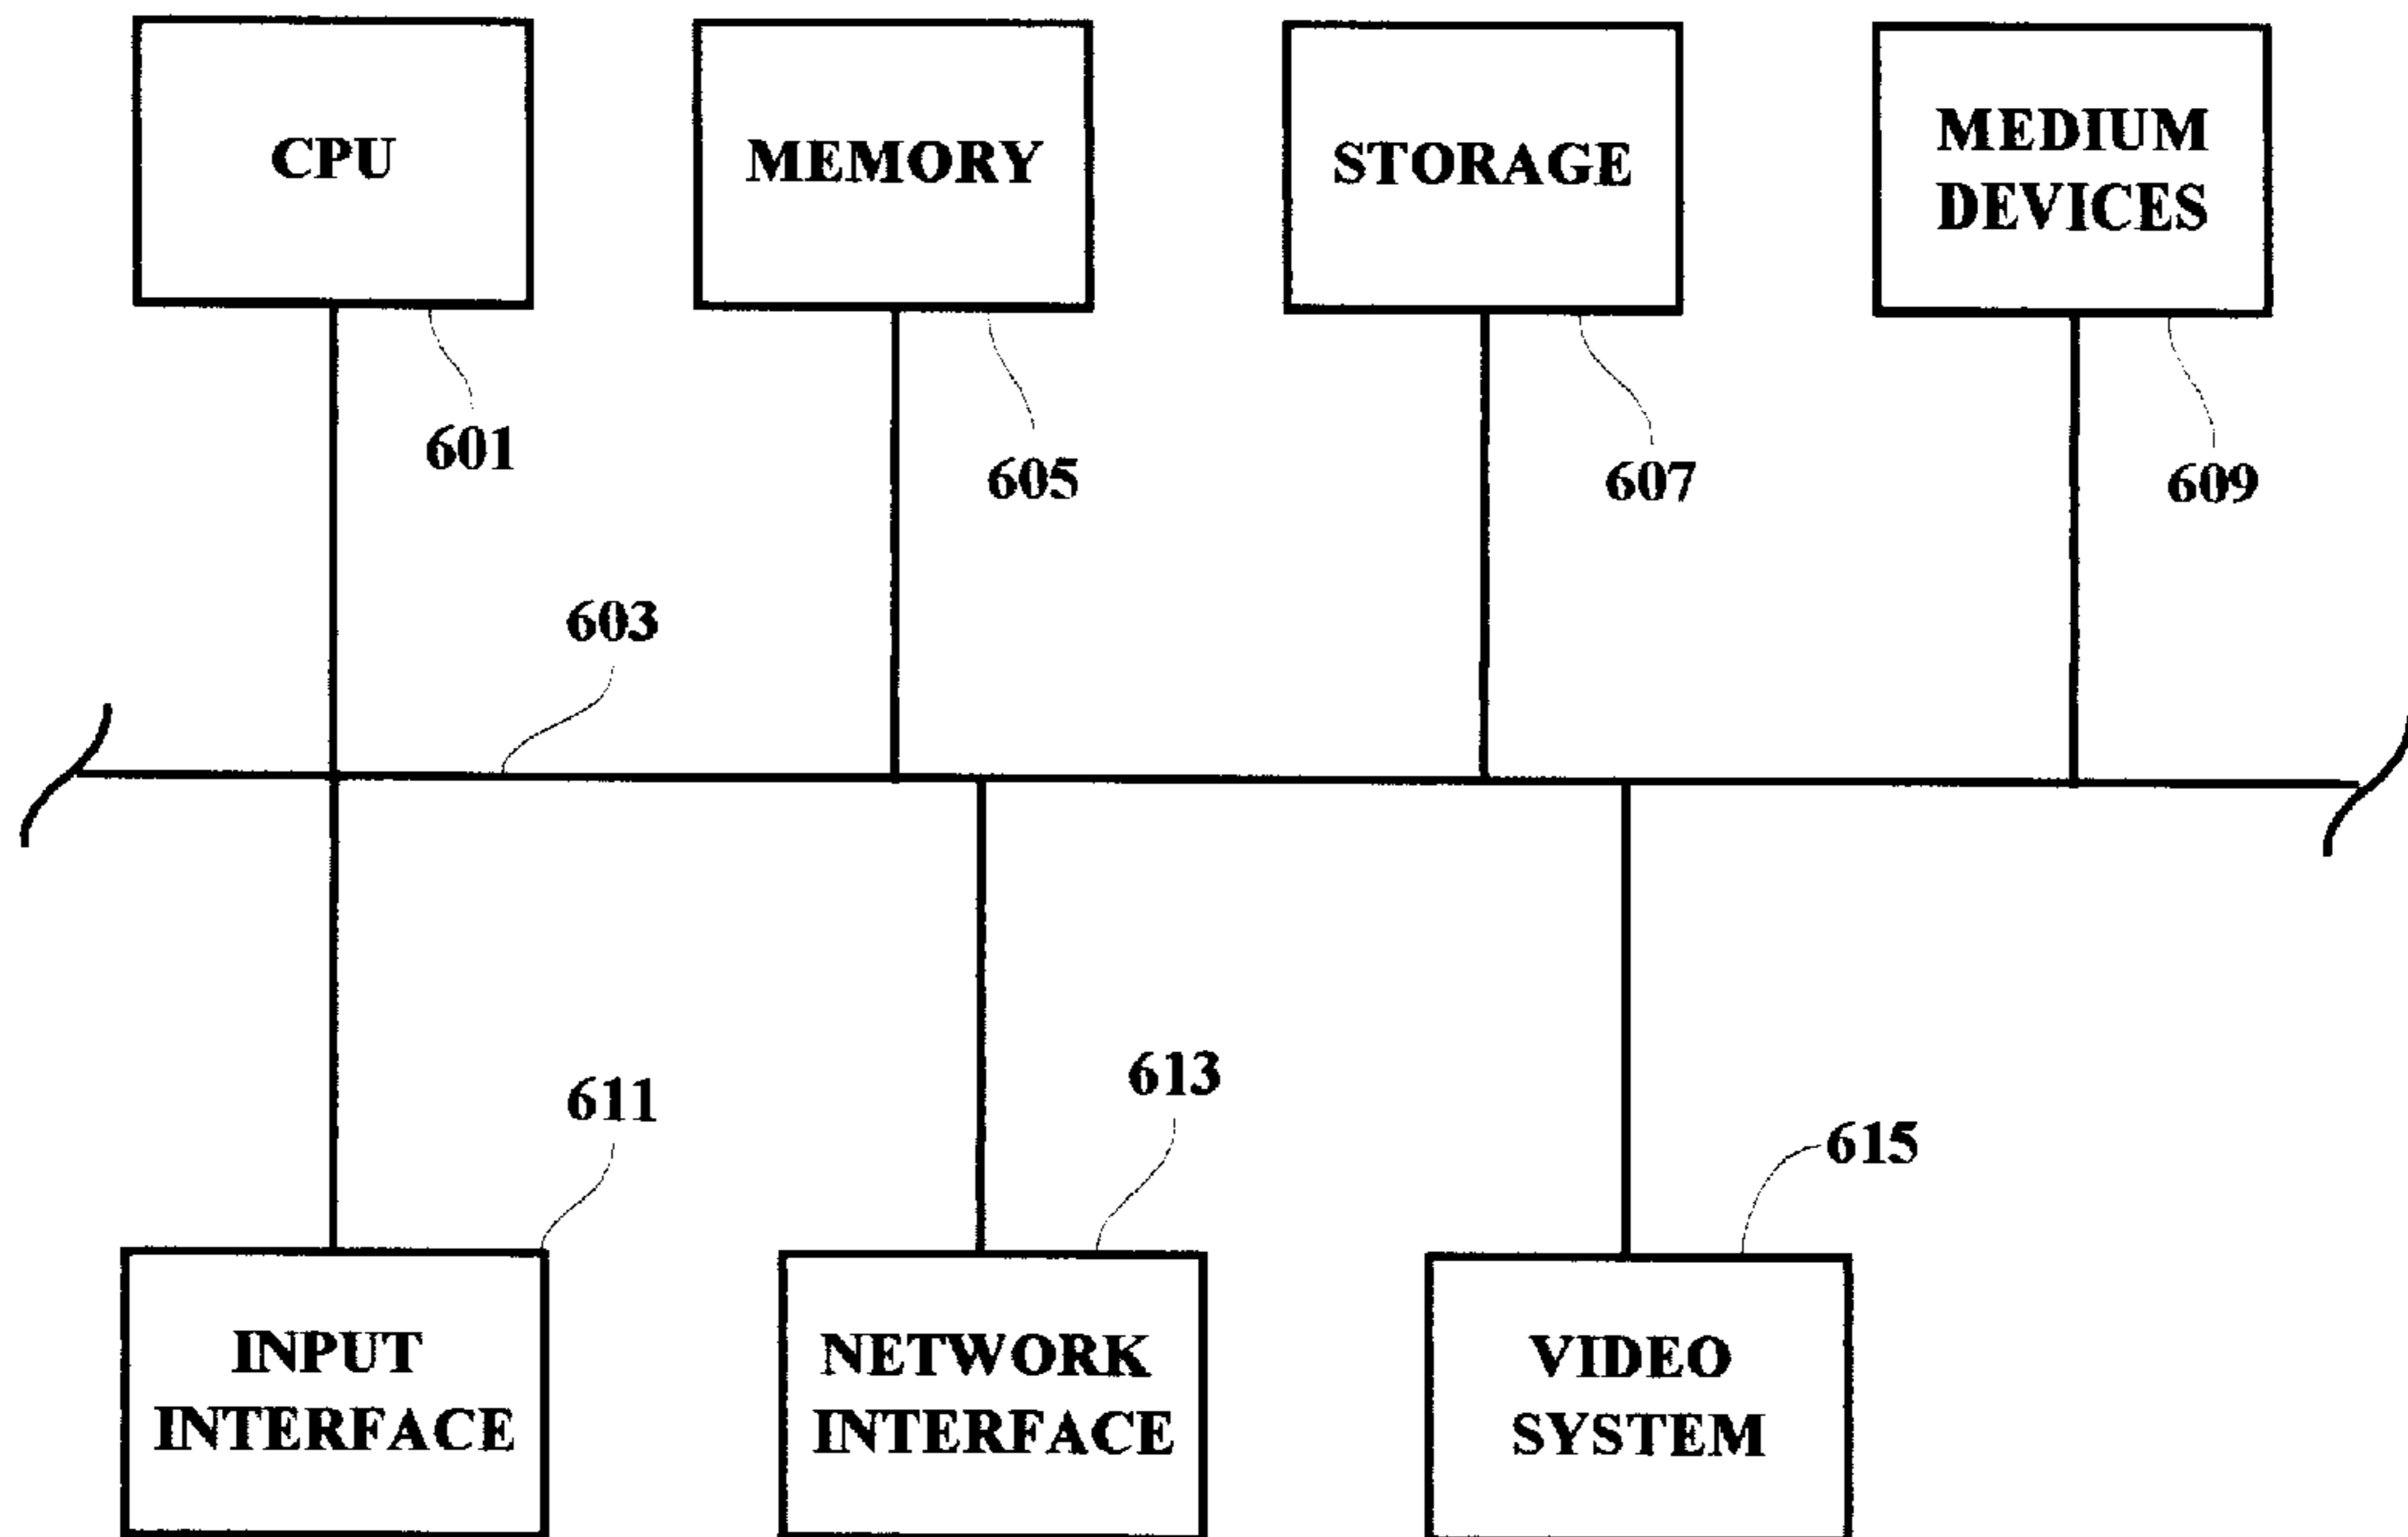 CPU
MEMORY
STORAGE
MEDIUM
DEVICES
601
605
607
609
603
611
613
615
INPUT
INTERFACE
NETWORK
INTERFACE
VIDEO
SYSTEM